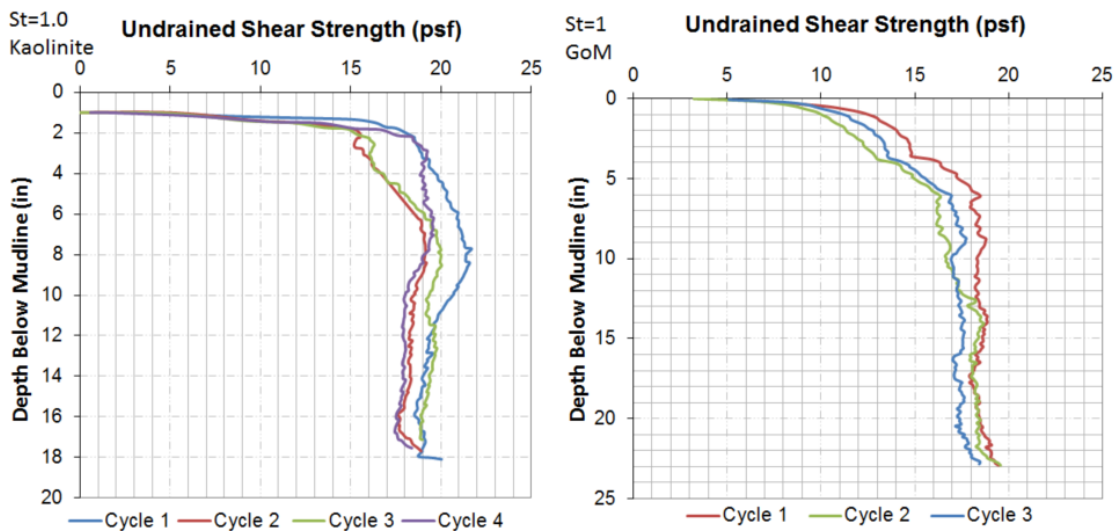 St=1.0
Kaolinite
Undrained Shear Strength (psf)
0 5 10 15 20 25
Depth Below Mudline (in)
0
2
4
6
8
10
12
14
16
18
20
Cycle 1 Cycle 2 Cycle 3 Cycle 4
St=1
GoM
Undrained Shear Strength (psf)
0 5 10 15 20 25
Depth Below Mudline (in)
0
5
10
15
20
25
Cycle 1 Cycle 2 Cycle 3